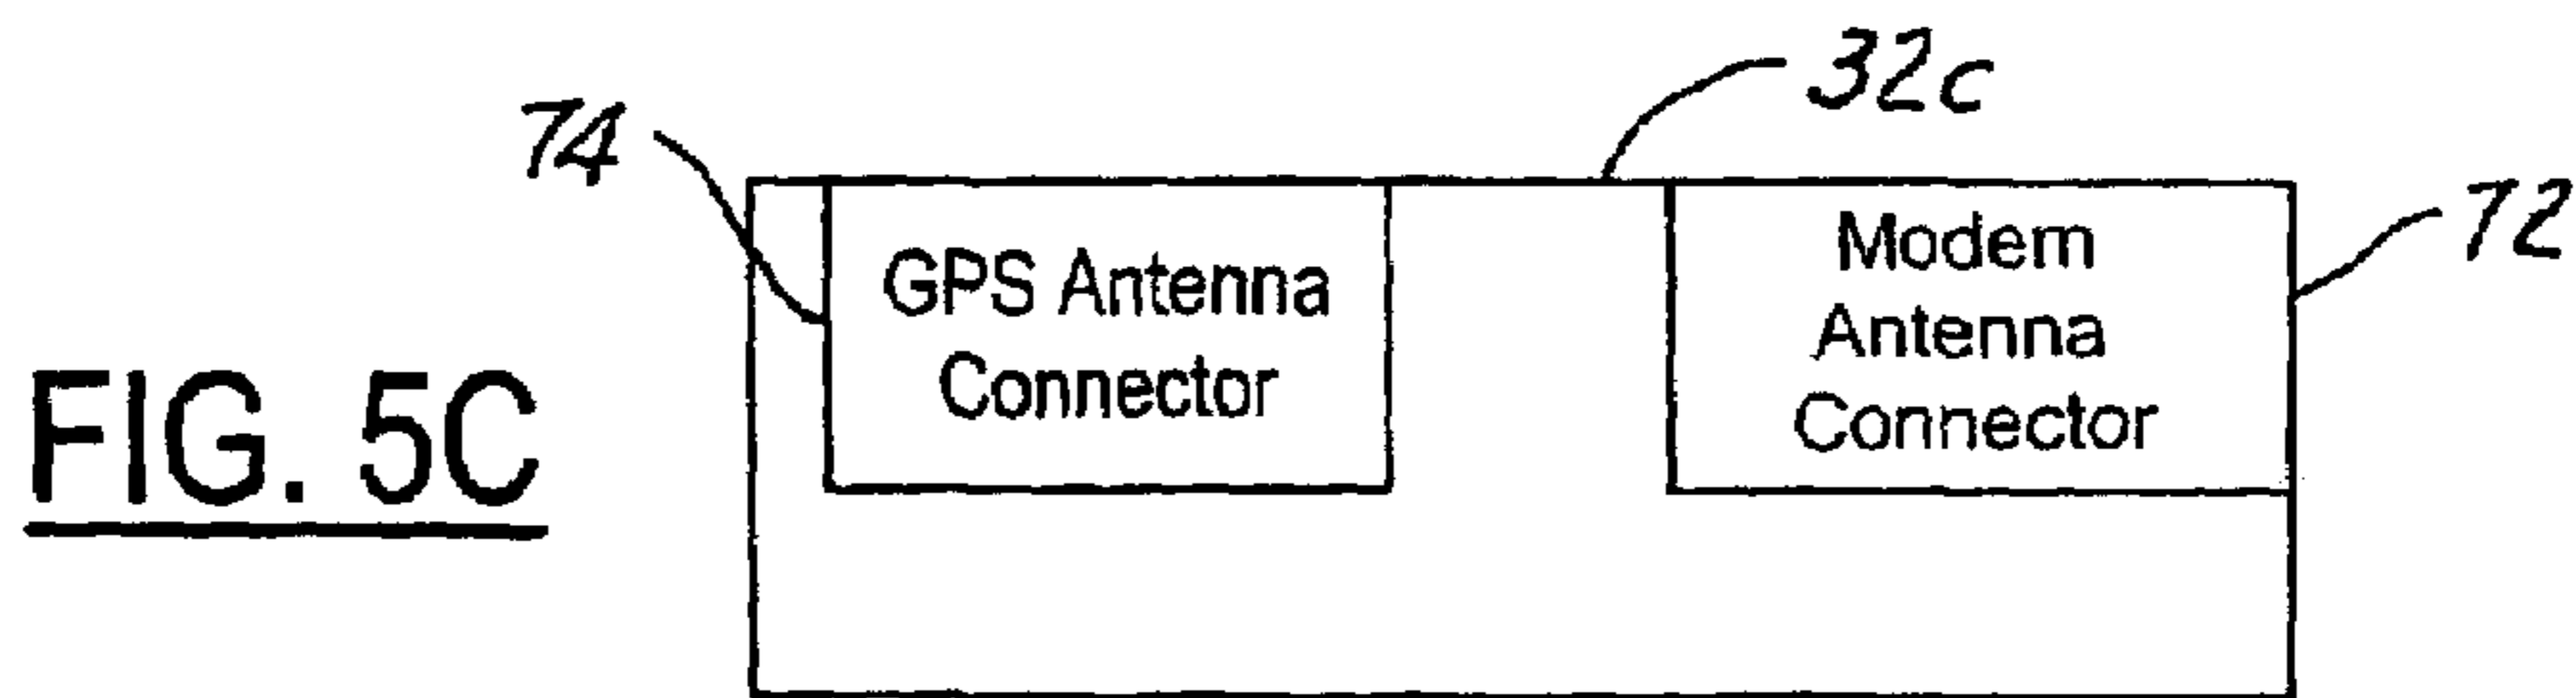 32c
74
72
GPS Antenna
Connector
Modem
Antenna
Connector
FIG. 5C